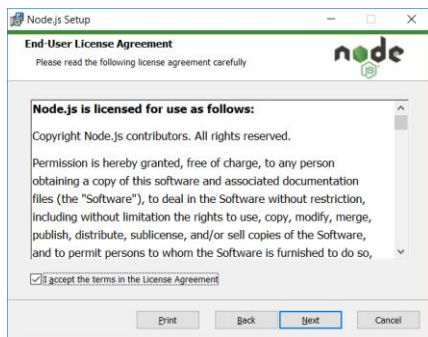 Node.js Setup
End-User License Agreement
Please read the following license agreement carefully
node
JS
Node.js is licensed for use as follows:
Copyright Node.js contributors. All rights reserved.
Permission is hereby granted, free of charge, to any person
obtaining a copy of this software and associated documentation
files (the "Software"), to deal in the Software without restriction,
including without limitation the rights to use, copy, modify, merge,
publish, distribute, sublicense, and/or sell copies of the Software,
and to permit persons to whom the Software is furnished to do so,
I accept the terms in the License Agreement
Print Back Next Cancel